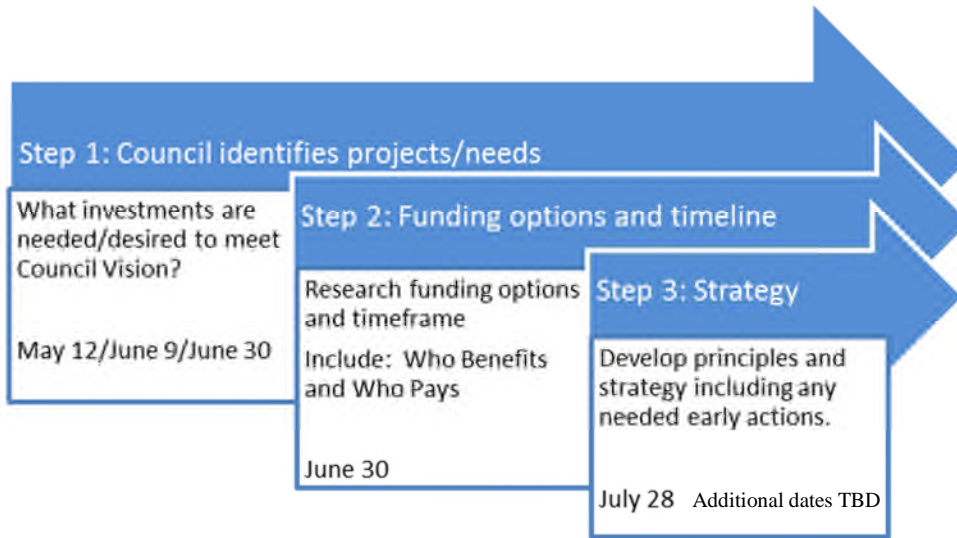 Step 1: Council identifies projects/needs
What investments are
needed/desired to meet
Council Vision?
May 12/June 9/June 30
Step 2: Funding options and timeline
Research funding options
and timeframe
Include: Who Benefits
and Who Pays
June 30
Step 3: Strategy
Develop principles and
strategy including any
needed early actions.
July 28 Additional dates TBD